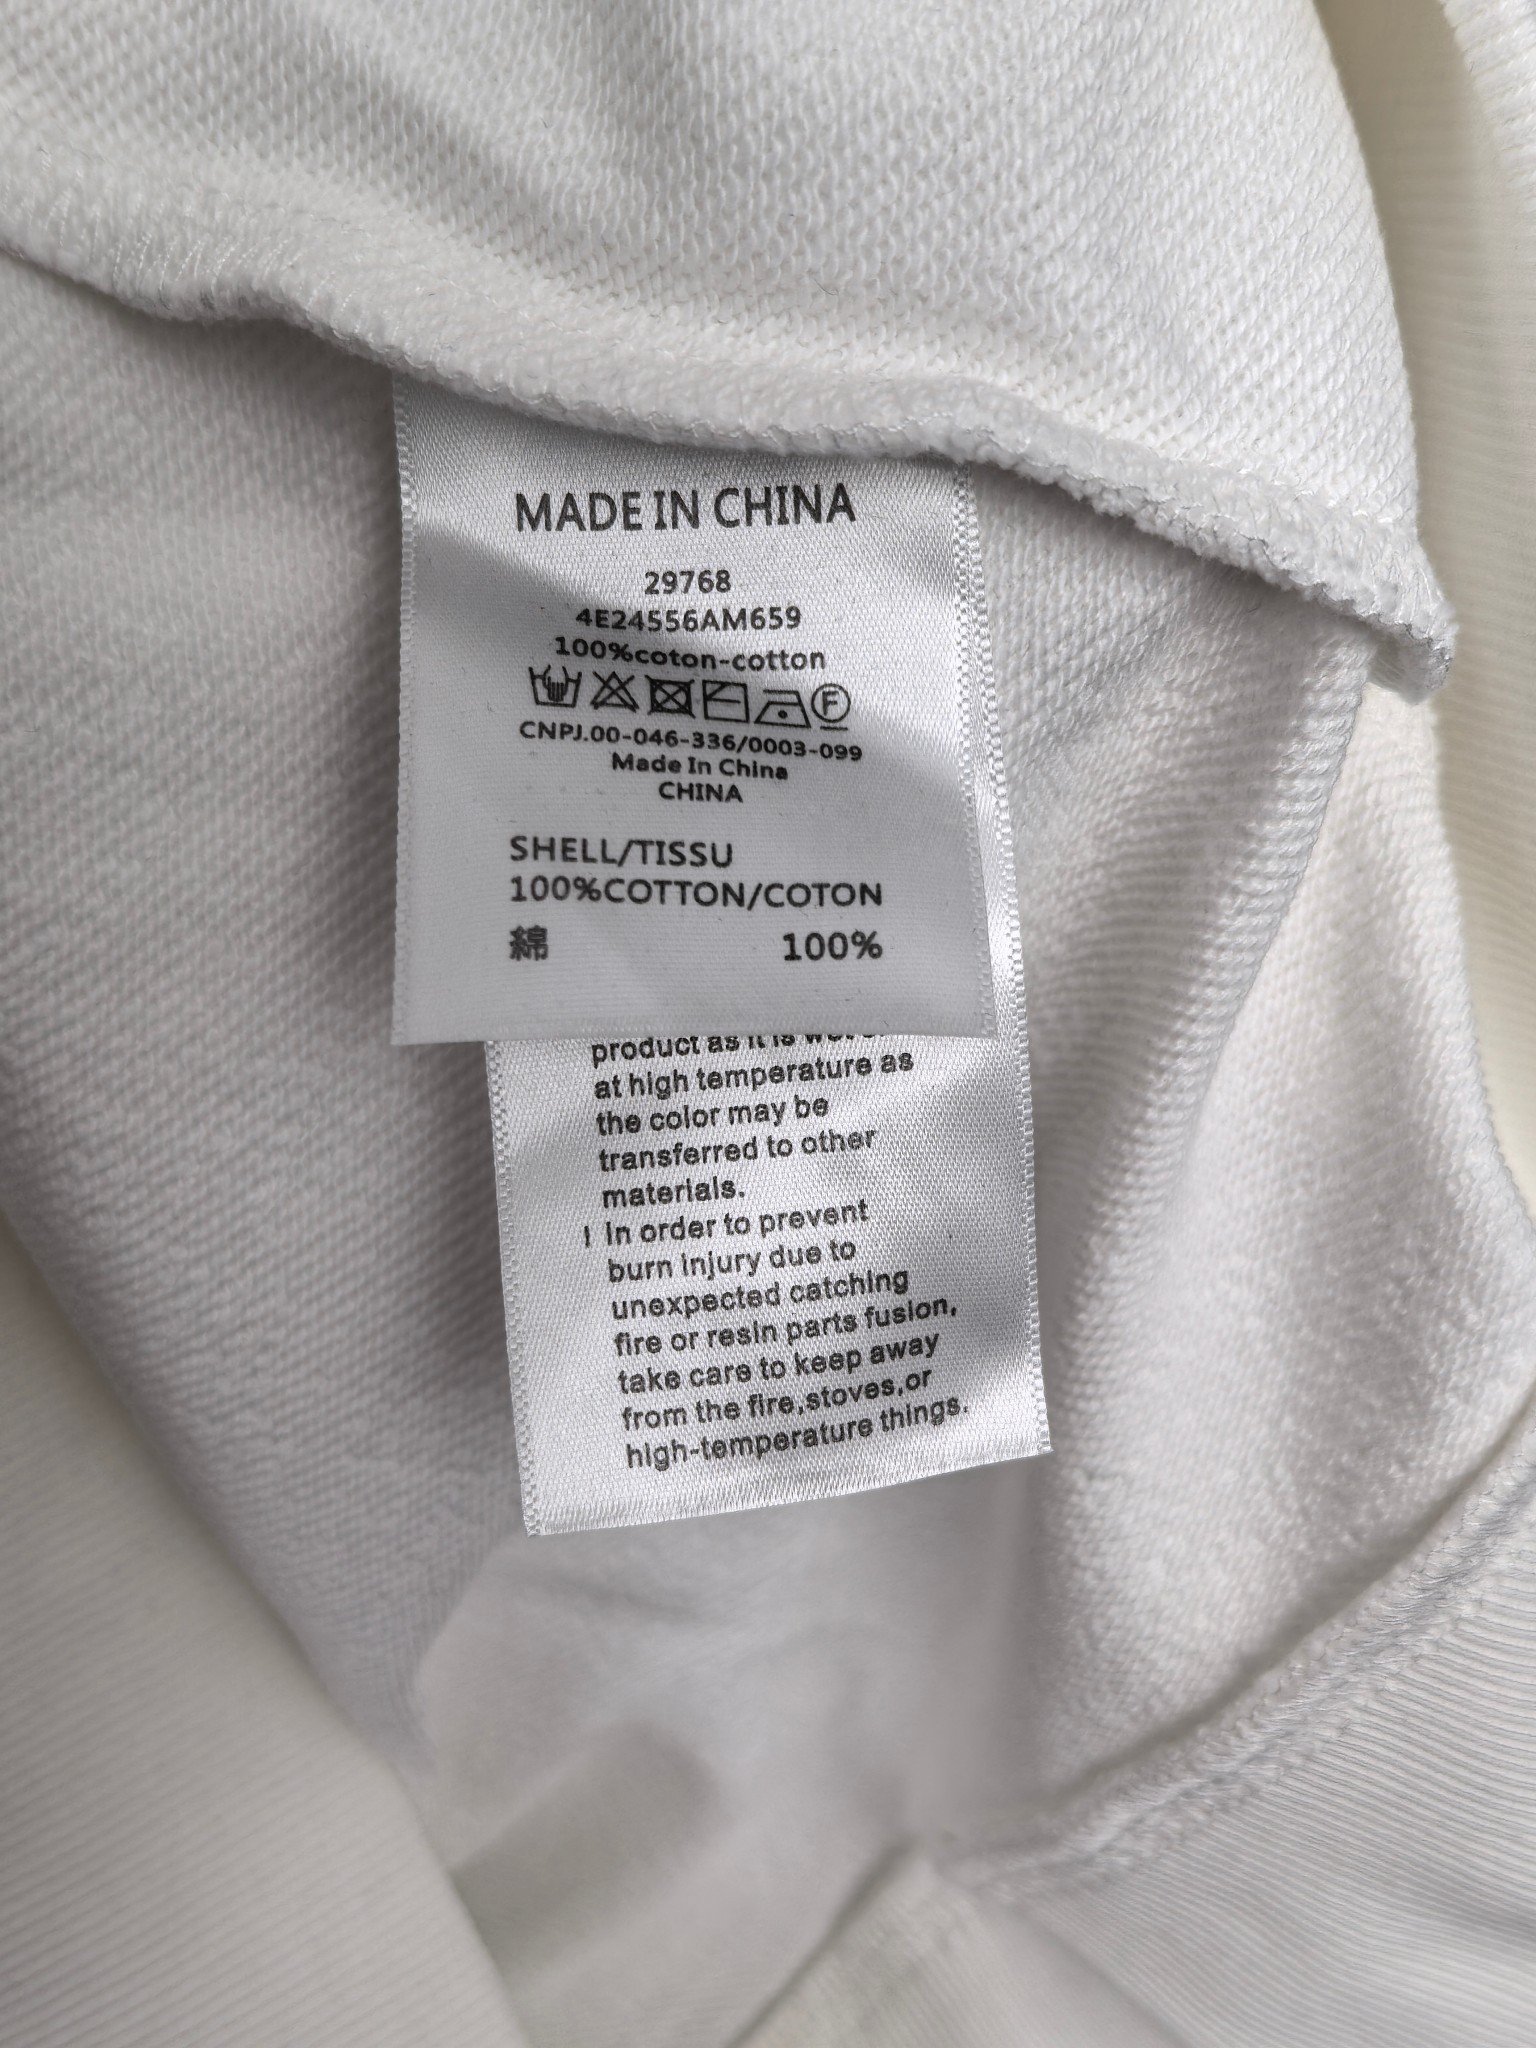 MADE IN CHINA
29768
4E24556AM659
100%coton-cotton
F
CNPJ.00-046-336/0003-099
Made In China
CHINA
SHELL/TISSU
100%COTTON/COTON
綿 100%
product as it is
at high temperature as
the color may be
transferred to other
materials.
! In order to prevent
burn injury due to
unexpected catching
fire or resin parts fusion,
take care to keep away
from the fire,stoves,or
high-temperature things.